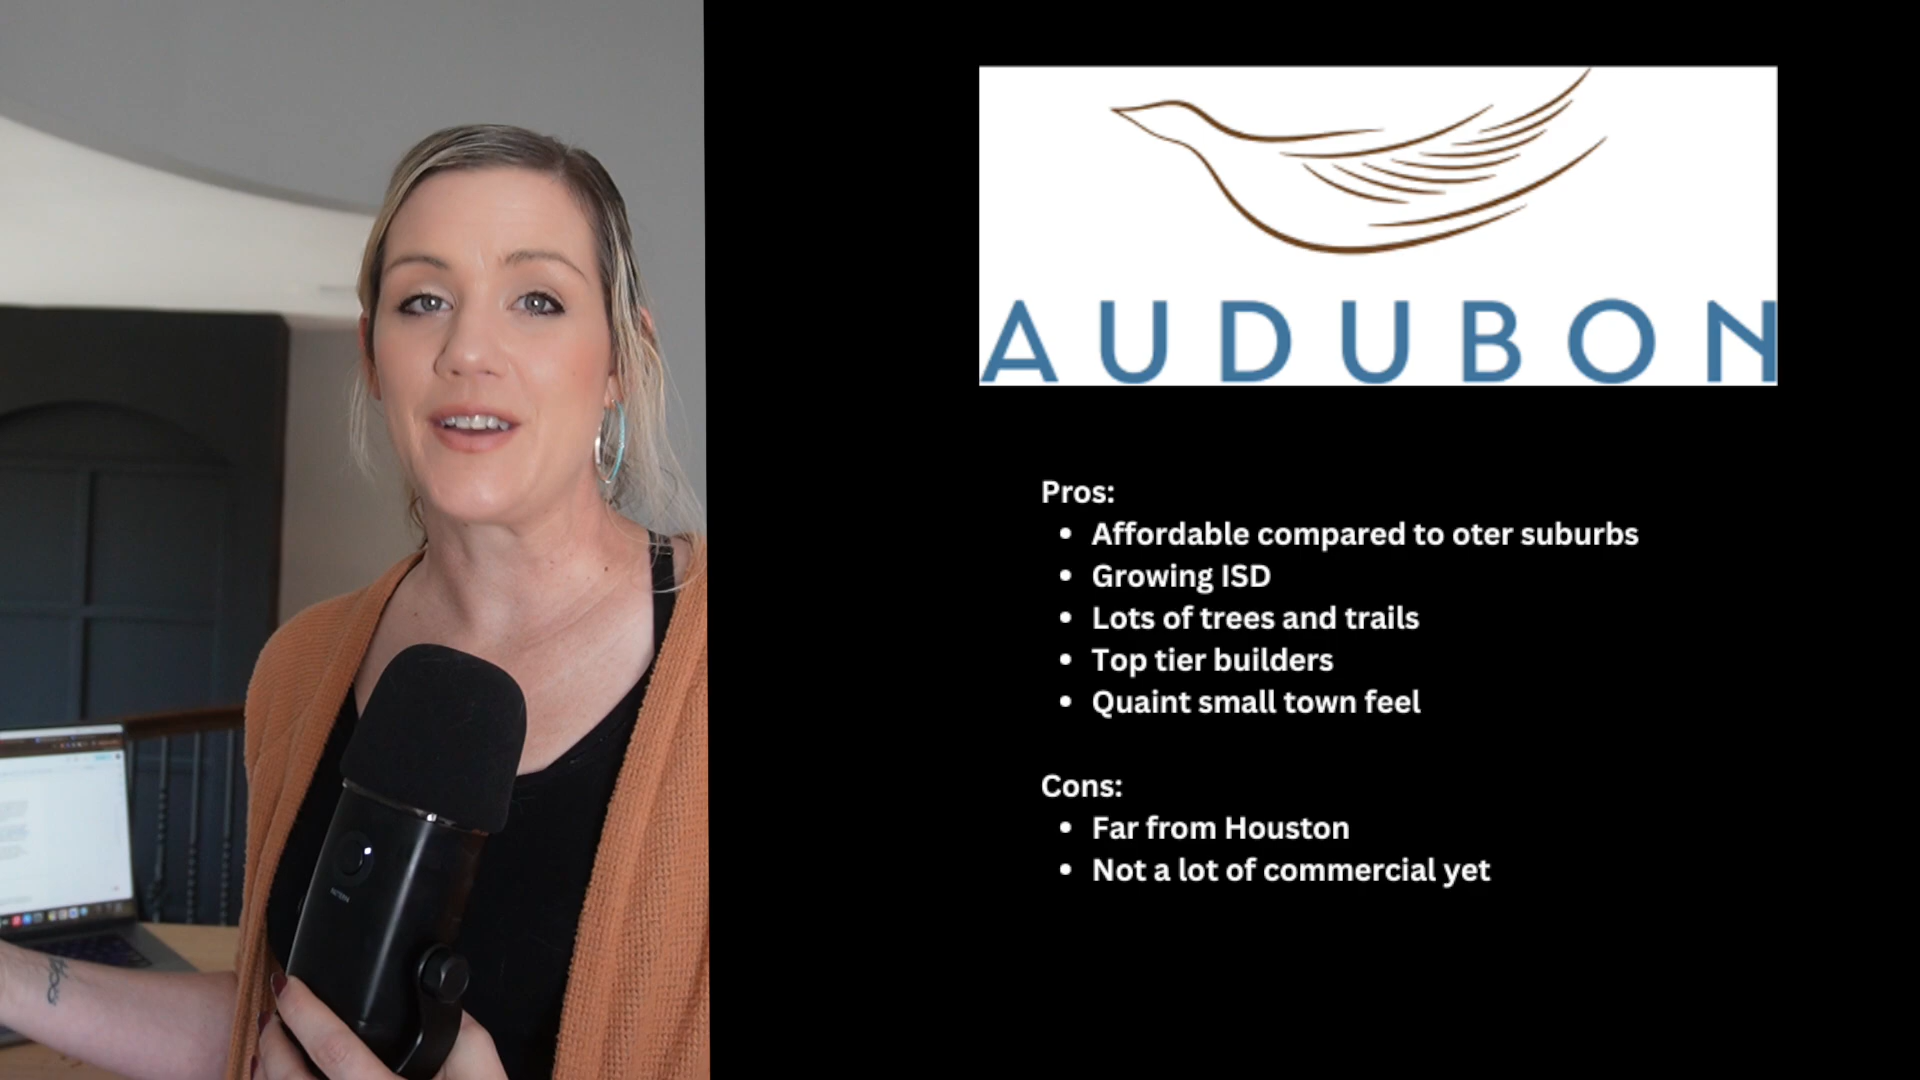 AUDUBON
Pros:
• Affordable compared to oter suburbs
• Growing ISD
• Lots of trees and trails
• Top tier builders
• Quaint small town feel
Cons:
• Far from Houston
• Not a lot of commercial yet